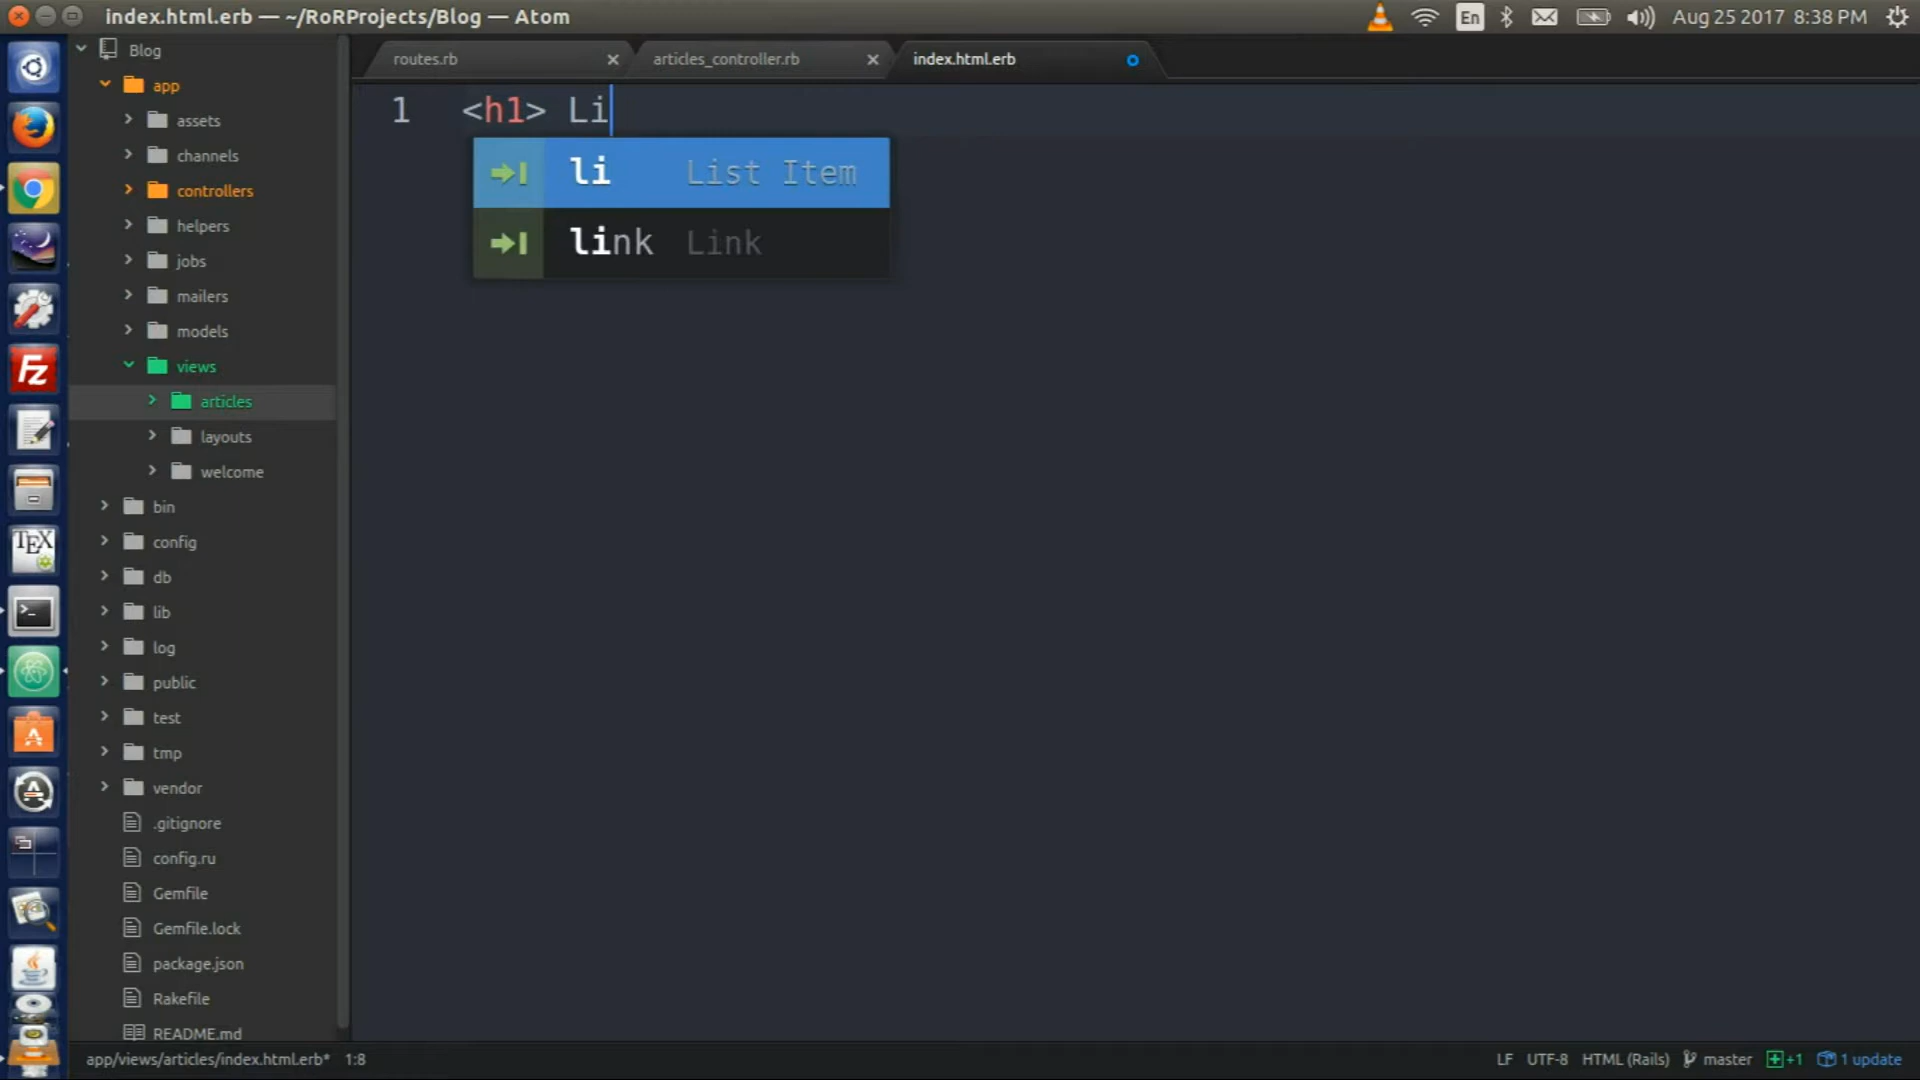 index.html.erb — ~/RoRProjects/Blog — Atom
En
Aug 25 2017 8:38 PM
Blog
app
assets
channels
controllers
helpers
jobs
mailers
models
views
articles
layouts
welcome
bin
config
db
lib
log
public
test
tmp
vendor
.gitignore
config.ru
Gemfile
Gemfile.lock
package.json
Rakefile
README.md
routes.rb
articles_controller.rb
index.html.erb
1 <h1> Li
li List Item
link Link
FZ
TEX
app/views/articles/index.html.erb* 1:8
LF UTF-8 HTML (Rails) master +1 1 update